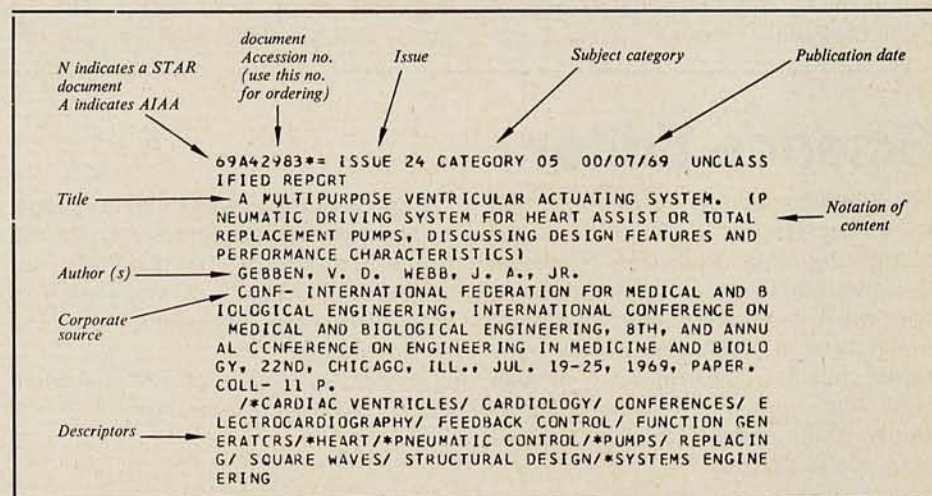 document
Accession no.
(use this no.
for ordering)
Issue
Subject category
Publication date
N indicates a STAR
document
A indicates AIAA
69A42983*= ISSUE 24 CATEGORY 05 00/07/69 UNCLASS
IFIED REPORT
Title
A MULTIPURPOSE VENTRICULAR ACTUATING SYSTEM. (P
NEUMATIC DRIVING SYSTEM FOR HEART ASSIST OR TOTAL
REPLACEMENT PUMPS, DISCUSSING DESIGN FEATURES AND
PERFORMANCE CHARACTERISTICS)
Notation of
content
Author (s)
GEBBEN, V. D. WEBB, J. A., JR.
Corporate
source
CONF- INTERNATIONAL FEDERATION FOR MEDICAL AND B
IOLOGICAL ENGINEERING, INTERNATIONAL CONFERENCE ON
MEDICAL AND BIOLOGICAL ENGINEERING, 8TH, AND ANNU
AL CONFERENCE ON ENGINEERING IN MEDICINE AND BIOLO
GY, 22ND, CHICAGO, ILL., JUL. 19-25, 1969, PAPER.
COLL- 11 P.
Descriptors
/*CARDIAC VENTRICLES/ CARDIOLOGY/ CONFERENCES/ E
LECTROCARDIOGRAPHY/ FEEDBACK CONTROL/ FUNCTION GEN
ERATORS/*HEART/*PNEUMATIC CONTROL/*PUMPS/ REPLACIN
G/ SQUARE WAVES/ STRUCTURAL DESIGN/*SYSTEMS ENGINE
ERING